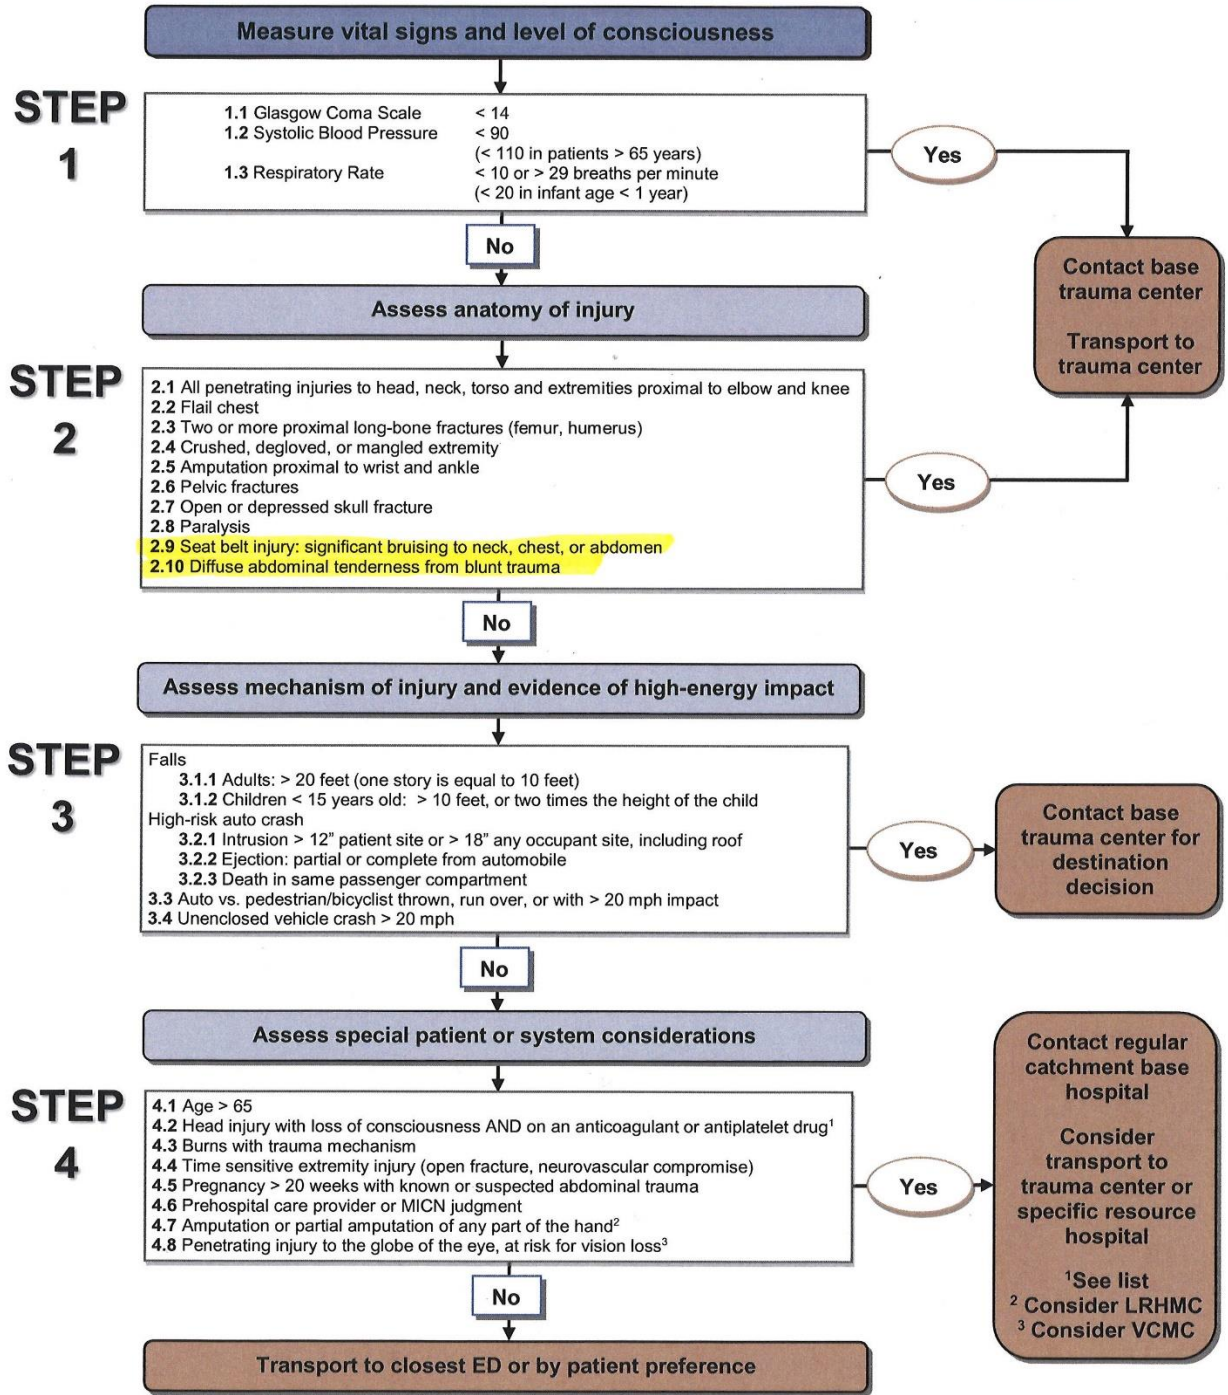 Measure vital signs and level of consciousness
STEP
1
1.1 Glasgow Coma Scale < 14
1.2 Systolic Blood Pressure < 90
(< 110 in patients > 65 years)
1.3 Respiratory Rate < 10 or > 29 breaths per minute
(< 20 in infant age < 1 year)
Yes
No
Contact base
trauma center
Transport to
trauma center
Assess anatomy of injury
STEP
2
2.1 All penetrating injuries to head, neck, torso and extremities proximal to elbow and knee
2.2 Flail chest
2.3 Two or more proximal long-bone fractures (femur, humerus)
2.4 Crushed, degloved, or mangled extremity
2.5 Amputation proximal to wrist and ankle
2.6 Pelvic fractures
2.7 Open or depressed skull fracture
2.8 Paralysis
2.9 Seat belt injury: significant bruising to neck, chest, or abdomen
2.10 Diffuse abdominal tenderness from blunt trauma
Yes
No
Assess mechanism of injury and evidence of high-energy impact
STEP
3
Falls
3.1.1 Adults: > 20 feet (one story is equal to 10 feet)
3.1.2 Children < 15 years old: > 10 feet, or two times the height of the child
High-risk auto crash
3.2.1 Intrusion > 12” patient site or > 18” any occupant site, including roof
3.2.2 Ejection: partial or complete from automobile
3.2.3 Death in same passenger compartment
3.3 Auto vs. pedestrian/bicyclist thrown, run over, or with > 20 mph impact
3.4 Unenclosed vehicle crash > 20 mph
Yes
Contact base
trauma center for
destination
decision
No
Assess special patient or system considerations
STEP
4
4.1 Age > 65
4.2 Head injury with loss of consciousness AND on an anticoagulant or antiplatelet drug¹
4.3 Burns with trauma mechanism
4.4 Time sensitive extremity injury (open fracture, neurovascular compromise)
4.5 Pregnancy > 20 weeks with known or suspected abdominal trauma
4.6 Prehospital care provider or MICN judgment
4.7 Amputation or partial amputation of any part of the hand²
4.8 Penetrating injury to the globe of the eye, at risk for vision loss³
Yes
Contact regular
catchment base
hospital
Consider
transport to
trauma center or
specific resource
hospital
¹See list
² Consider LRHMC
³ Consider VCMC
No
Transport to closest ED or by patient preference